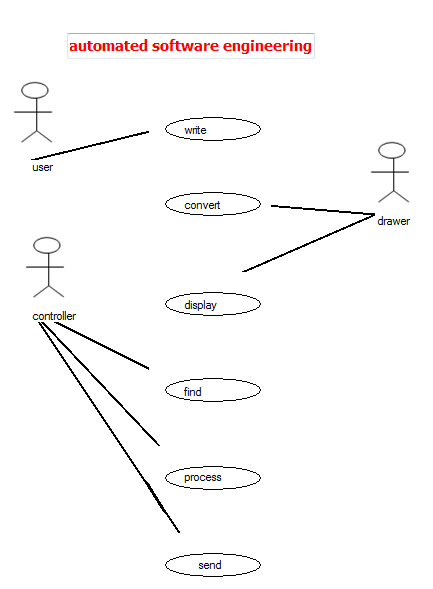 automated software engineering
write
user
convert
drawer
controller
display
find
process
send